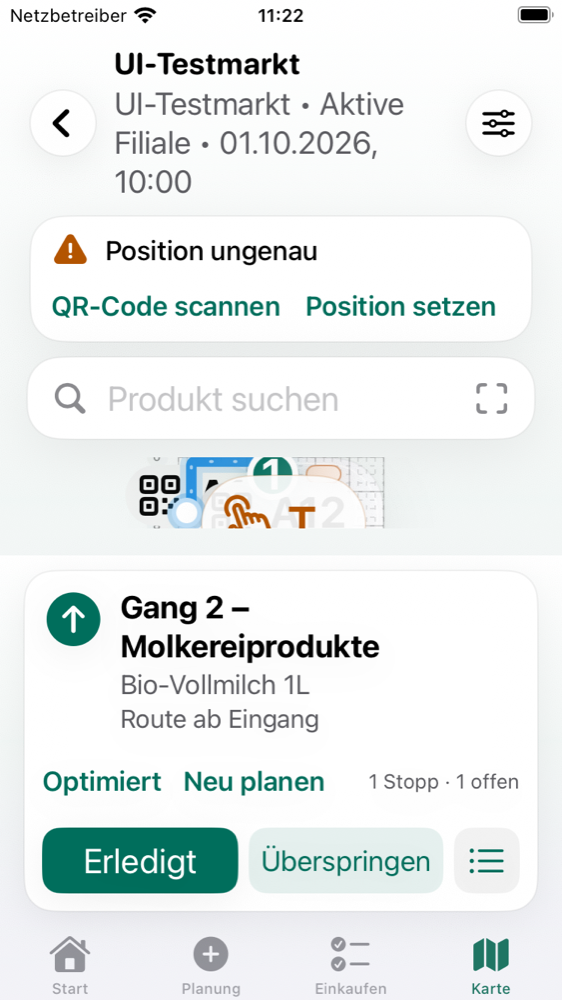 Netzbetreiber 11:22
UI-Testmarkt
UI-Testmarkt • Aktive
Filiale • 01.10.2026,
10:00
Position ungenau
QR-Code scannen Position setzen
Produkt suchen
1
A12
T
Gang 2 –
Molkereiprodukte
Bio-Vollmilch 1L
Route ab Eingang
Optimiert Neu planen 1 Stopp · 1 offen
Erledigt Überspringen
Start Planung Einkaufen Karte